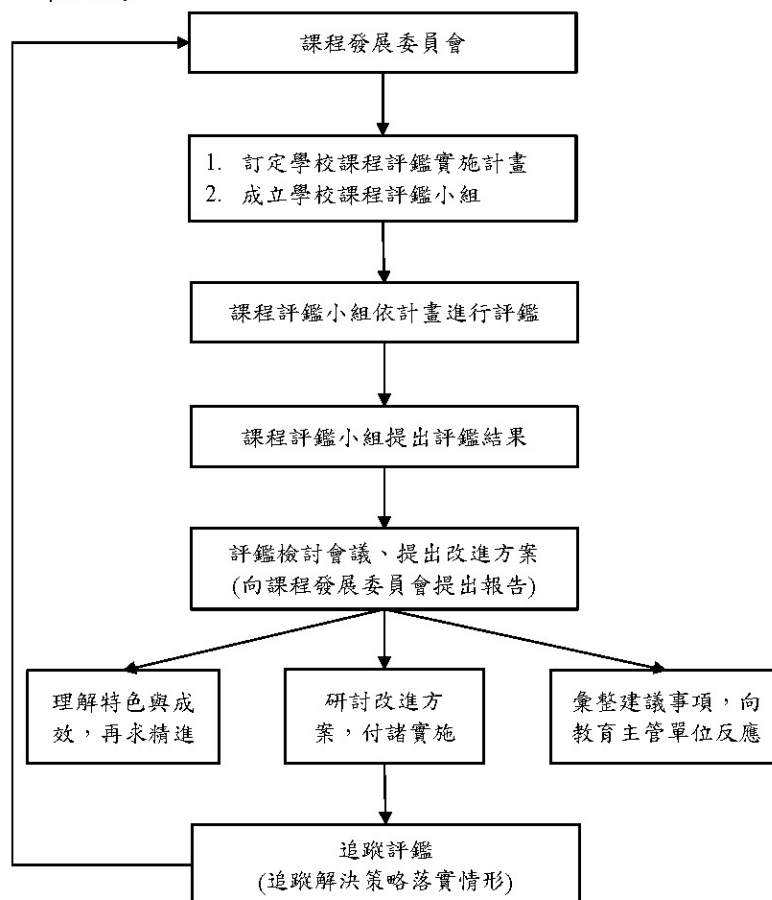 課程發展委員會
1. 訂定學校課程評鑑實施計畫
2. 成立學校課程評鑑小組
課程評鑑小組依計畫進行評鑑
課程評鑑小組提出評鑑結果
評鑑檢討會議、提出改進方案
(向課程發展委員會提出報告)
理解特色與成
效，再求精進
研討改進方
案，付諸實施
彙整建議事項，向
教育主管單位反應
追蹤評鑑
(追蹤解決策略落實情形)